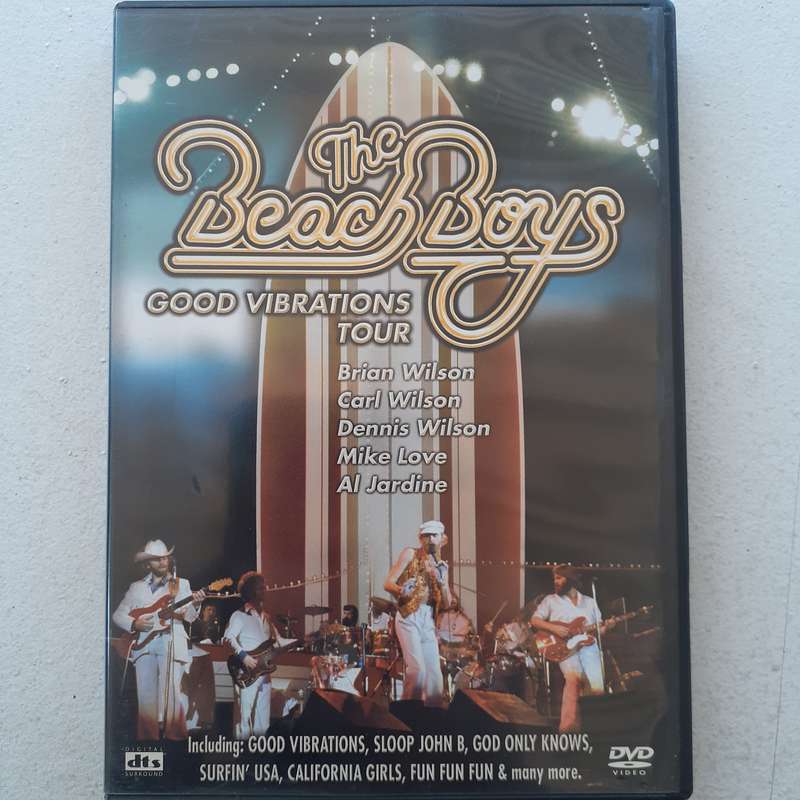 The
Beach Boys
GOOD VIBRATIONS
TOUR
Brian Wilson
Carl Wilson
Dennis Wilson
Mike Love
Al Jardine
Including: GOOD VIBRATIONS, SLOOP JOHN B, GOD ONLY KNOWS,
SURFIN' USA, CALIFORNIA GIRLS, FUN FUN FUN & many more.
DIGITAL
dts
SURROUND
DVD
VIDEO